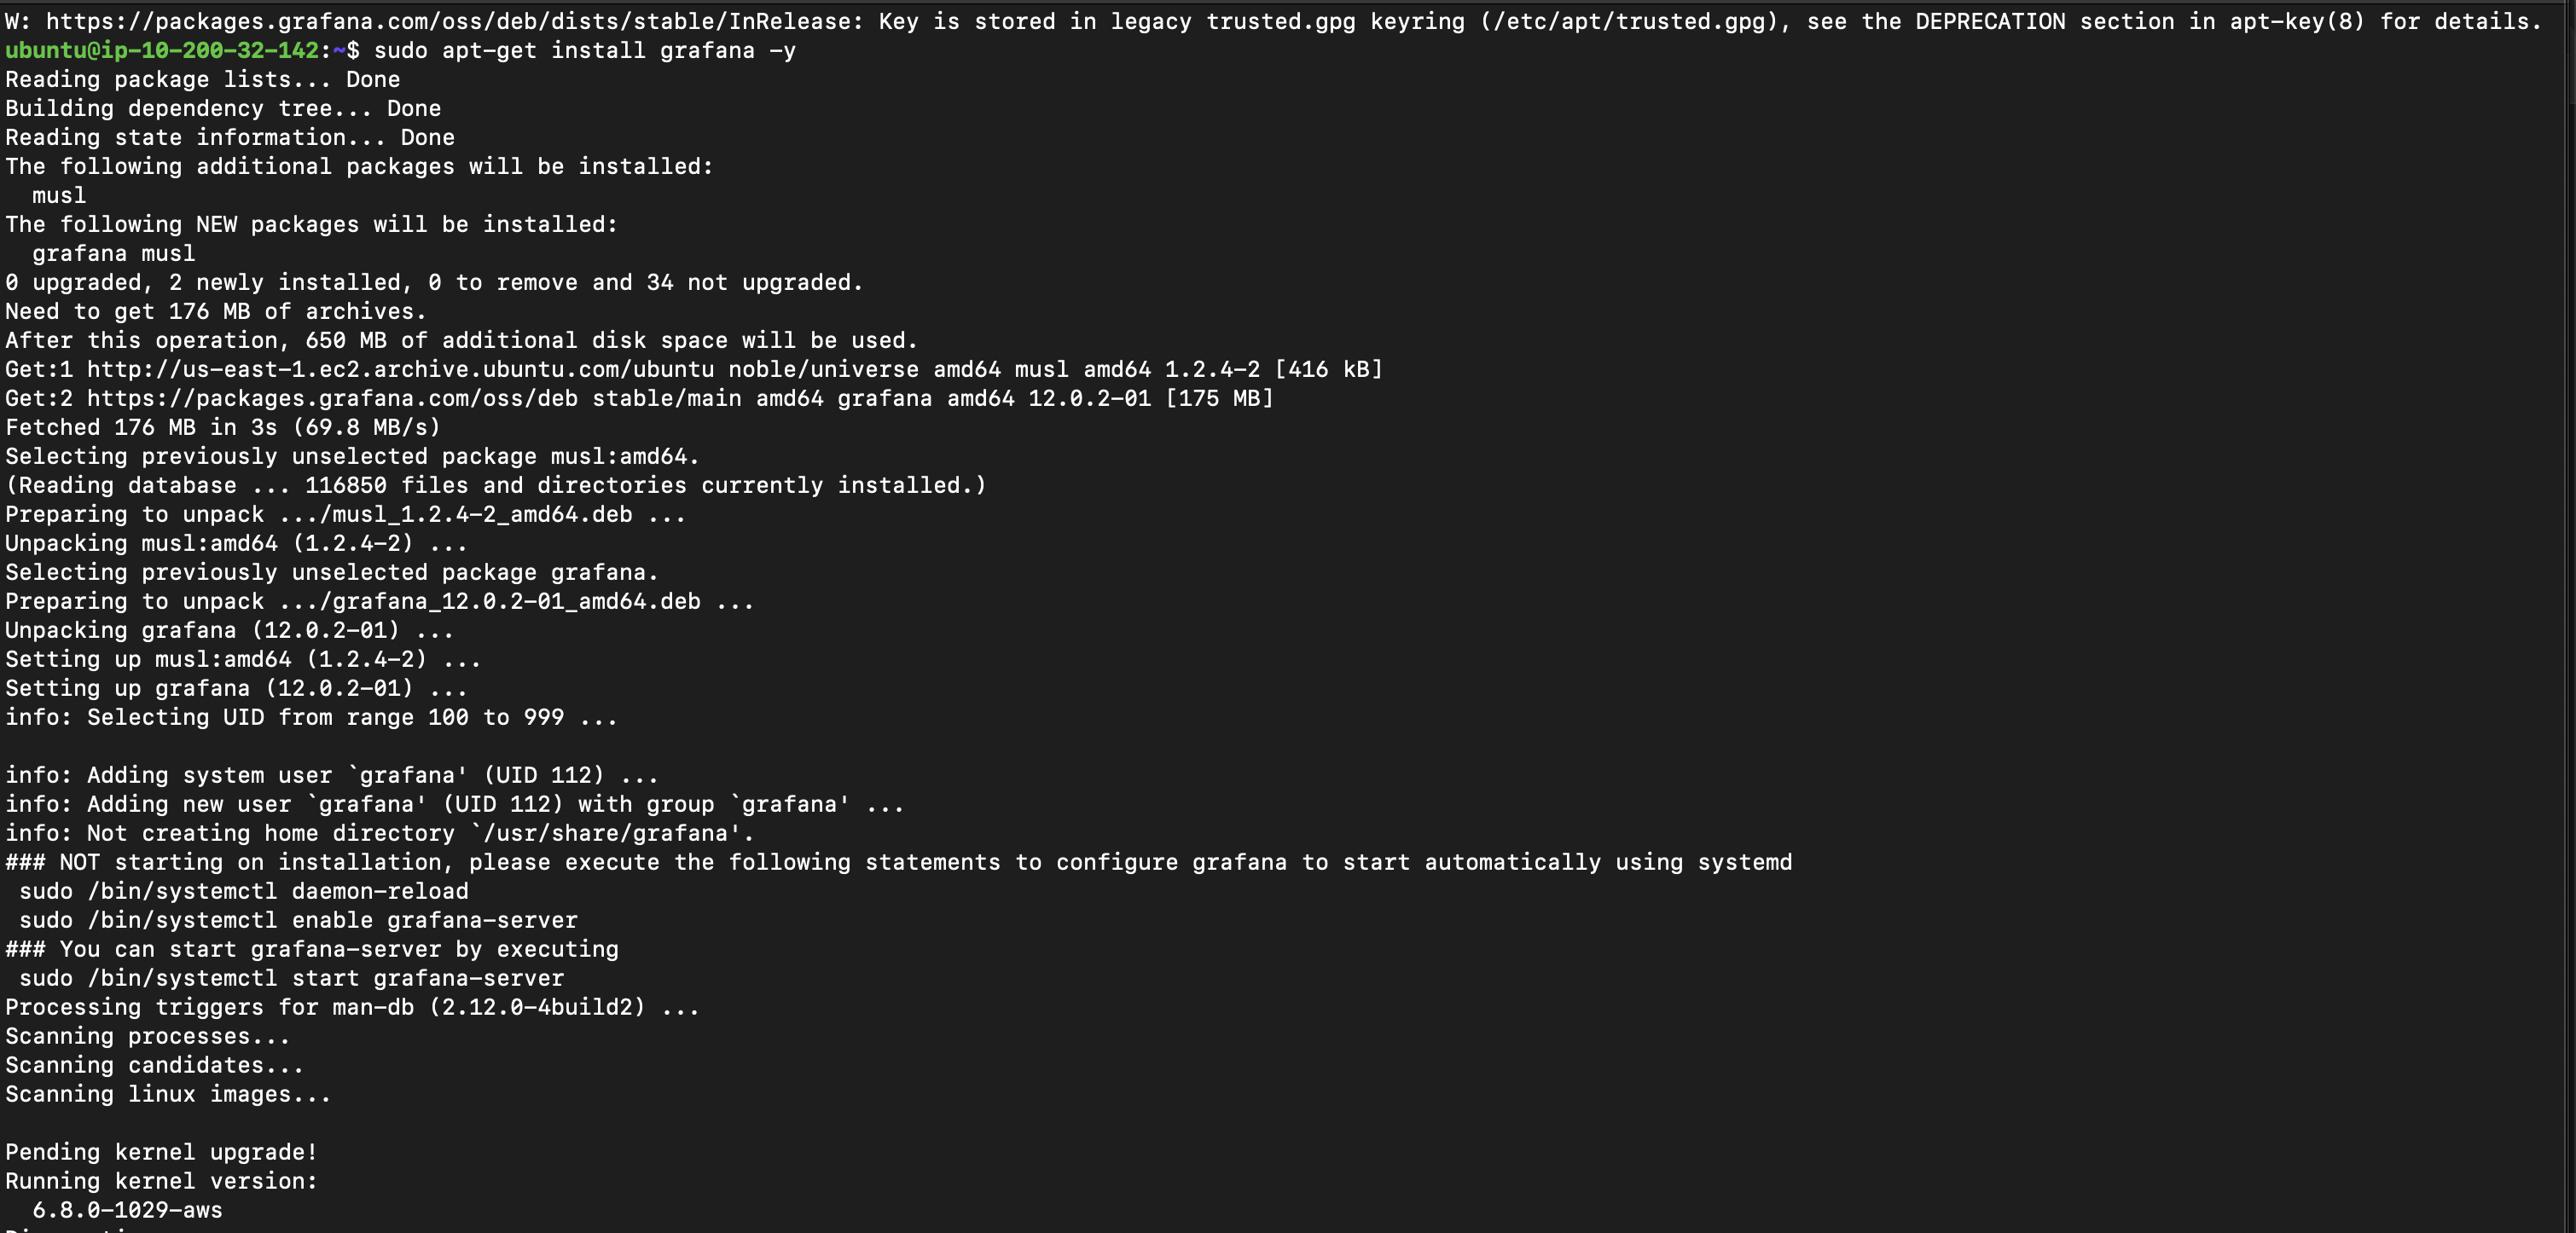 W: https://packages.grafana.com/oss/deb/dists/stable/InRelease: Key is stored in legacy trusted.gpg keyring (/etc/apt/trusted.gpg), see the DEPRECATION section in apt-key(8) for details.
ubuntu@ip-10-200-32-142:~$ sudo apt-get install grafana -y
Reading package lists... Done
Building dependency tree... Done
Reading state information... Done
The following additional packages will be installed:
  musl
The following NEW packages will be installed:
  grafana musl
0 upgraded, 2 newly installed, 0 to remove and 34 not upgraded.
Need to get 176 MB of archives.
After this operation, 650 MB of additional disk space will be used.
Get:1 http://us-east-1.ec2.archive.ubuntu.com/ubuntu noble/universe amd64 musl amd64 1.2.4-2 [416 kB]
Get:2 https://packages.grafana.com/oss/deb stable/main amd64 grafana amd64 12.0.2-01 [175 MB]
Fetched 176 MB in 3s (69.8 MB/s)
Selecting previously unselected package musl:amd64.
(Reading database ... 116850 files and directories currently installed.)
Preparing to unpack .../musl_1.2.4-2_amd64.deb ...
Unpacking musl:amd64 (1.2.4-2) ...
Selecting previously unselected package grafana.
Preparing to unpack .../grafana_12.0.2-01_amd64.deb ...
Unpacking grafana (12.0.2-01) ...
Setting up musl:amd64 (1.2.4-2) ...
Setting up grafana (12.0.2-01) ...
info: Selecting UID from range 100 to 999 ...

info: Adding system user `grafana' (UID 112) ...
info: Adding new user `grafana' (UID 112) with group `grafana' ...
info: Not creating home directory `/usr/share/grafana'.
### NOT starting on installation, please execute the following statements to configure grafana to start automatically using systemd
 sudo /bin/systemctl daemon-reload
 sudo /bin/systemctl enable grafana-server
### You can start grafana-server by executing
 sudo /bin/systemctl start grafana-server
Processing triggers for man-db (2.12.0-4build2) ...
Scanning processes...
Scanning candidates...
Scanning linux images...

Pending kernel upgrade!
Running kernel version:
  6.8.0-1029-aws